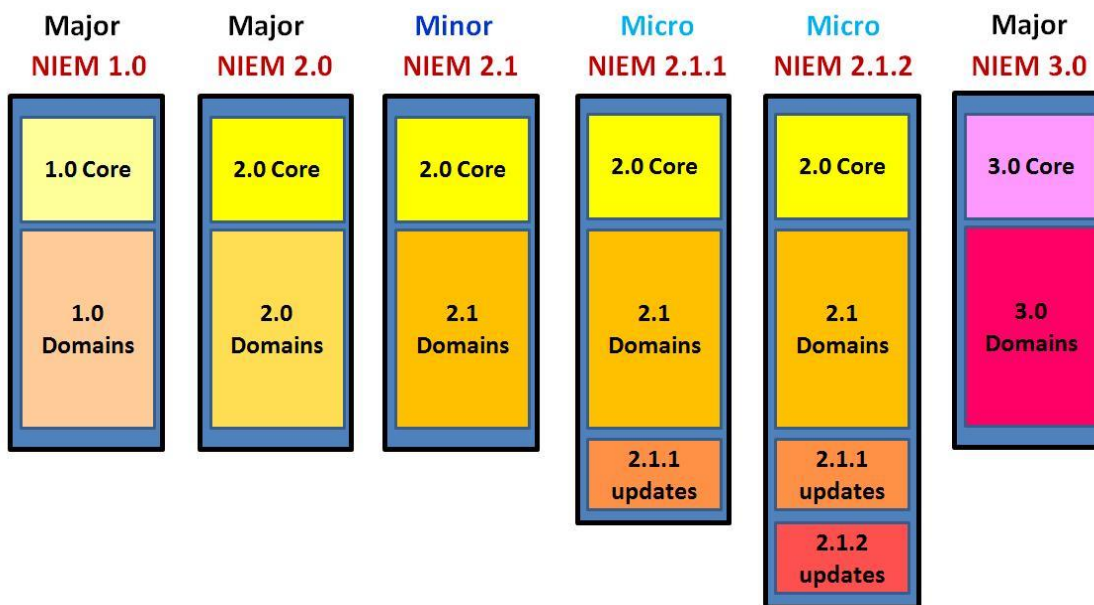 Major
NIEM 1.0
1.0 Core
1.0
Domains
Major
NIEM 2.0
2.0 Core
2.0
Domains
Minor
NIEM 2.1
2.0 Core
2.1
Domains
Micro
NIEM 2.1.1
2.0 Core
2.1
Domains
2.1.1
updates
Micro
NIEM 2.1.2
2.0 Core
2.1
Domains
2.1.1
updates
2.1.2
updates
Major
NIEM 3.0
3.0 Core
3.0
Domains